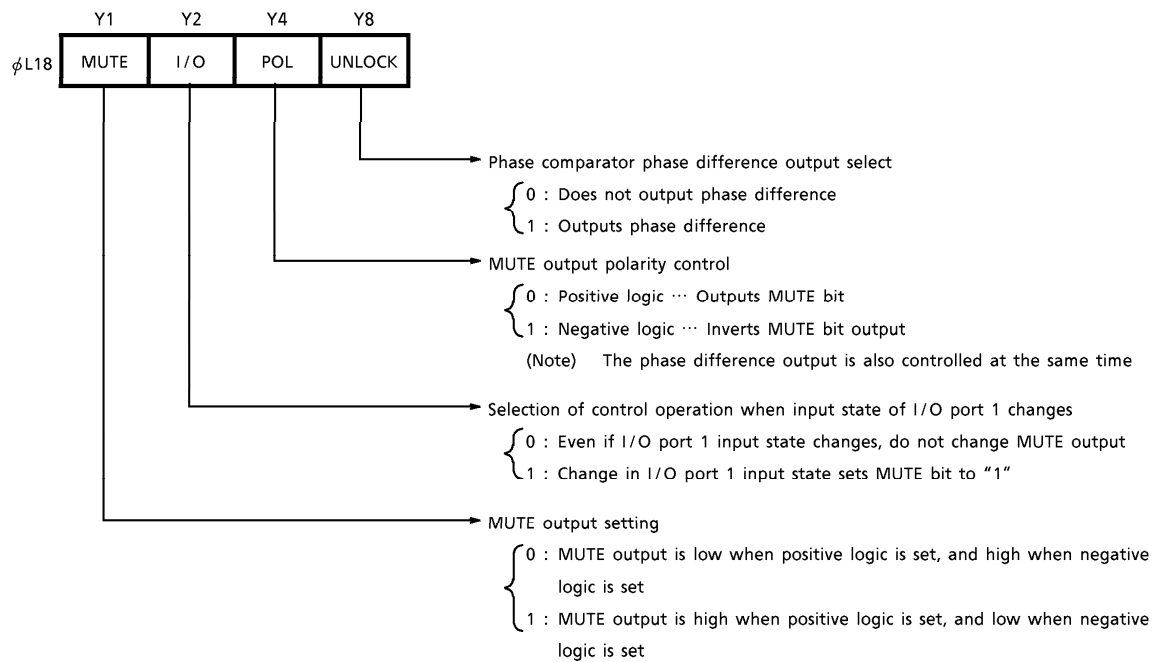 Y1 Y2 Y4 Y8
ϕL18 MUTE I/O POL UNLOCK
Phase comparator phase difference output select
0 : Does not output phase difference
1 : Outputs phase difference
MUTE output polarity control
0 : Positive logic ··· Outputs MUTE bit
1 : Negative logic ··· Inverts MUTE bit output
(Note) The phase difference output is also controlled at the same time
Selection of control operation when input state of I/O port 1 changes
0 : Even if I/O port 1 input state changes, do not change MUTE output
1 : Change in I/O port 1 input state sets MUTE bit to “1”
MUTE output setting
0 : MUTE output is low when positive logic is set, and high when negative
logic is set
1 : MUTE output is high when positive logic is set, and low when negative
logic is set